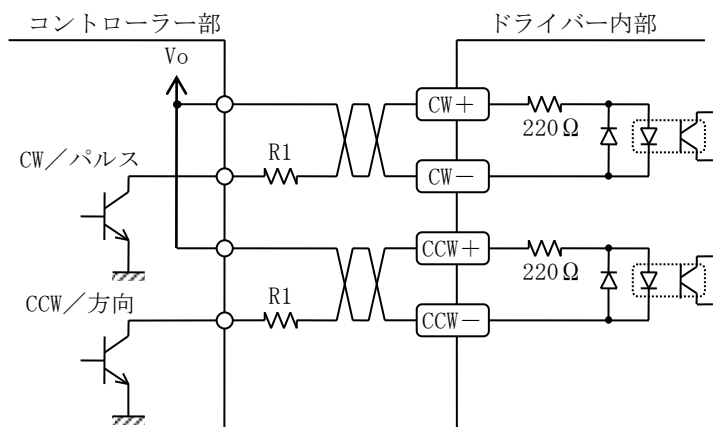 コントローラー部
ドライバー内部
Vo
CW+
220Ω
CW/パルス
R1
CW-
CCW+
220Ω
CCW/方向
R1
CCW-